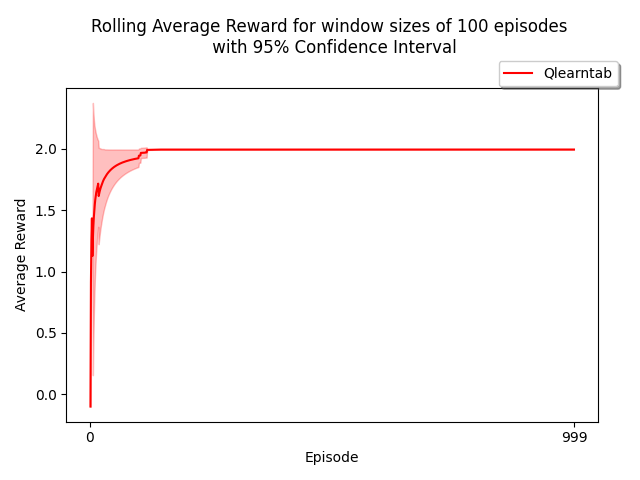 Rolling Average Reward for window sizes of 100 episodes
with 95% Confidence Interval
Qlearntab
Average Reward
2.0
1.5
1.0
0.5
0.0
0
999
Episode